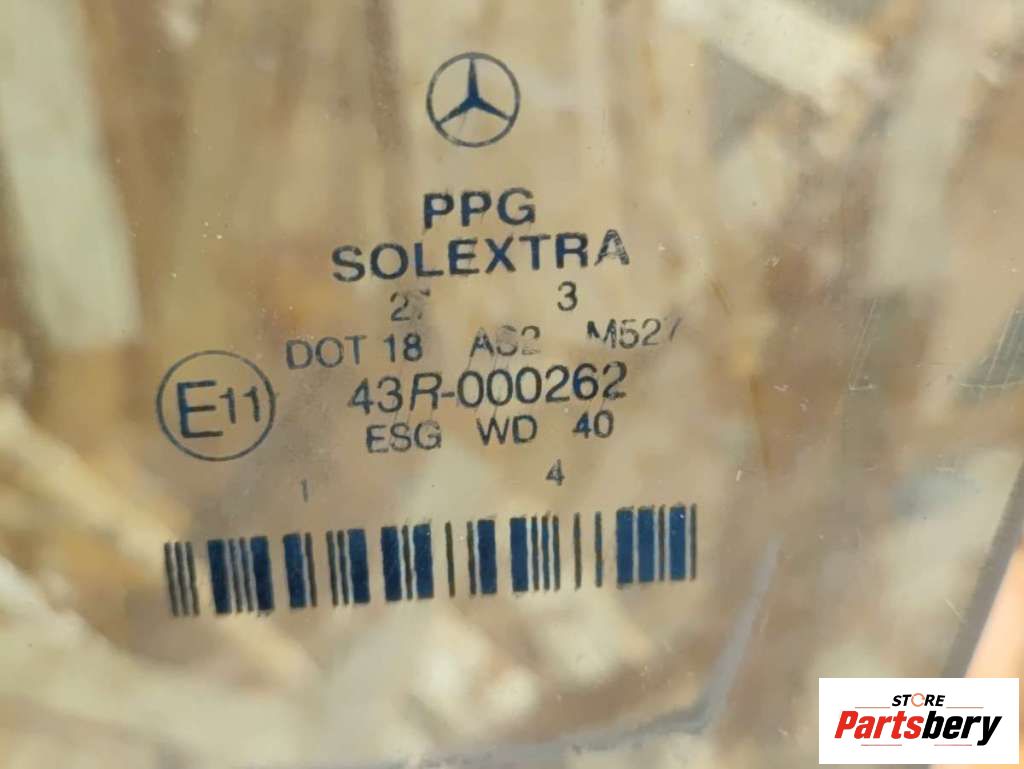 PPG
SOLEXTRA
3
DOT 18 AS2 M527
E11
43R-000262
ESG WD 40
1 4
STORE
Partsbery